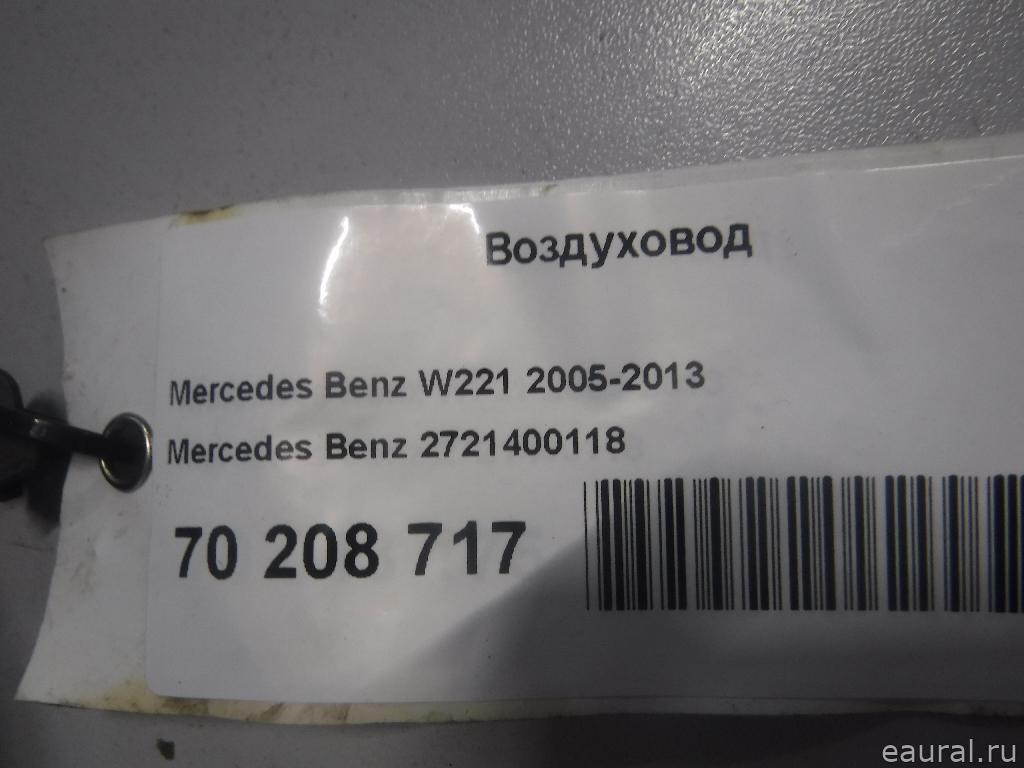 Воздуховод
Mercedes Benz W221 2005-2013
Mercedes Benz 2721400118
70 208 717
eaural.ru